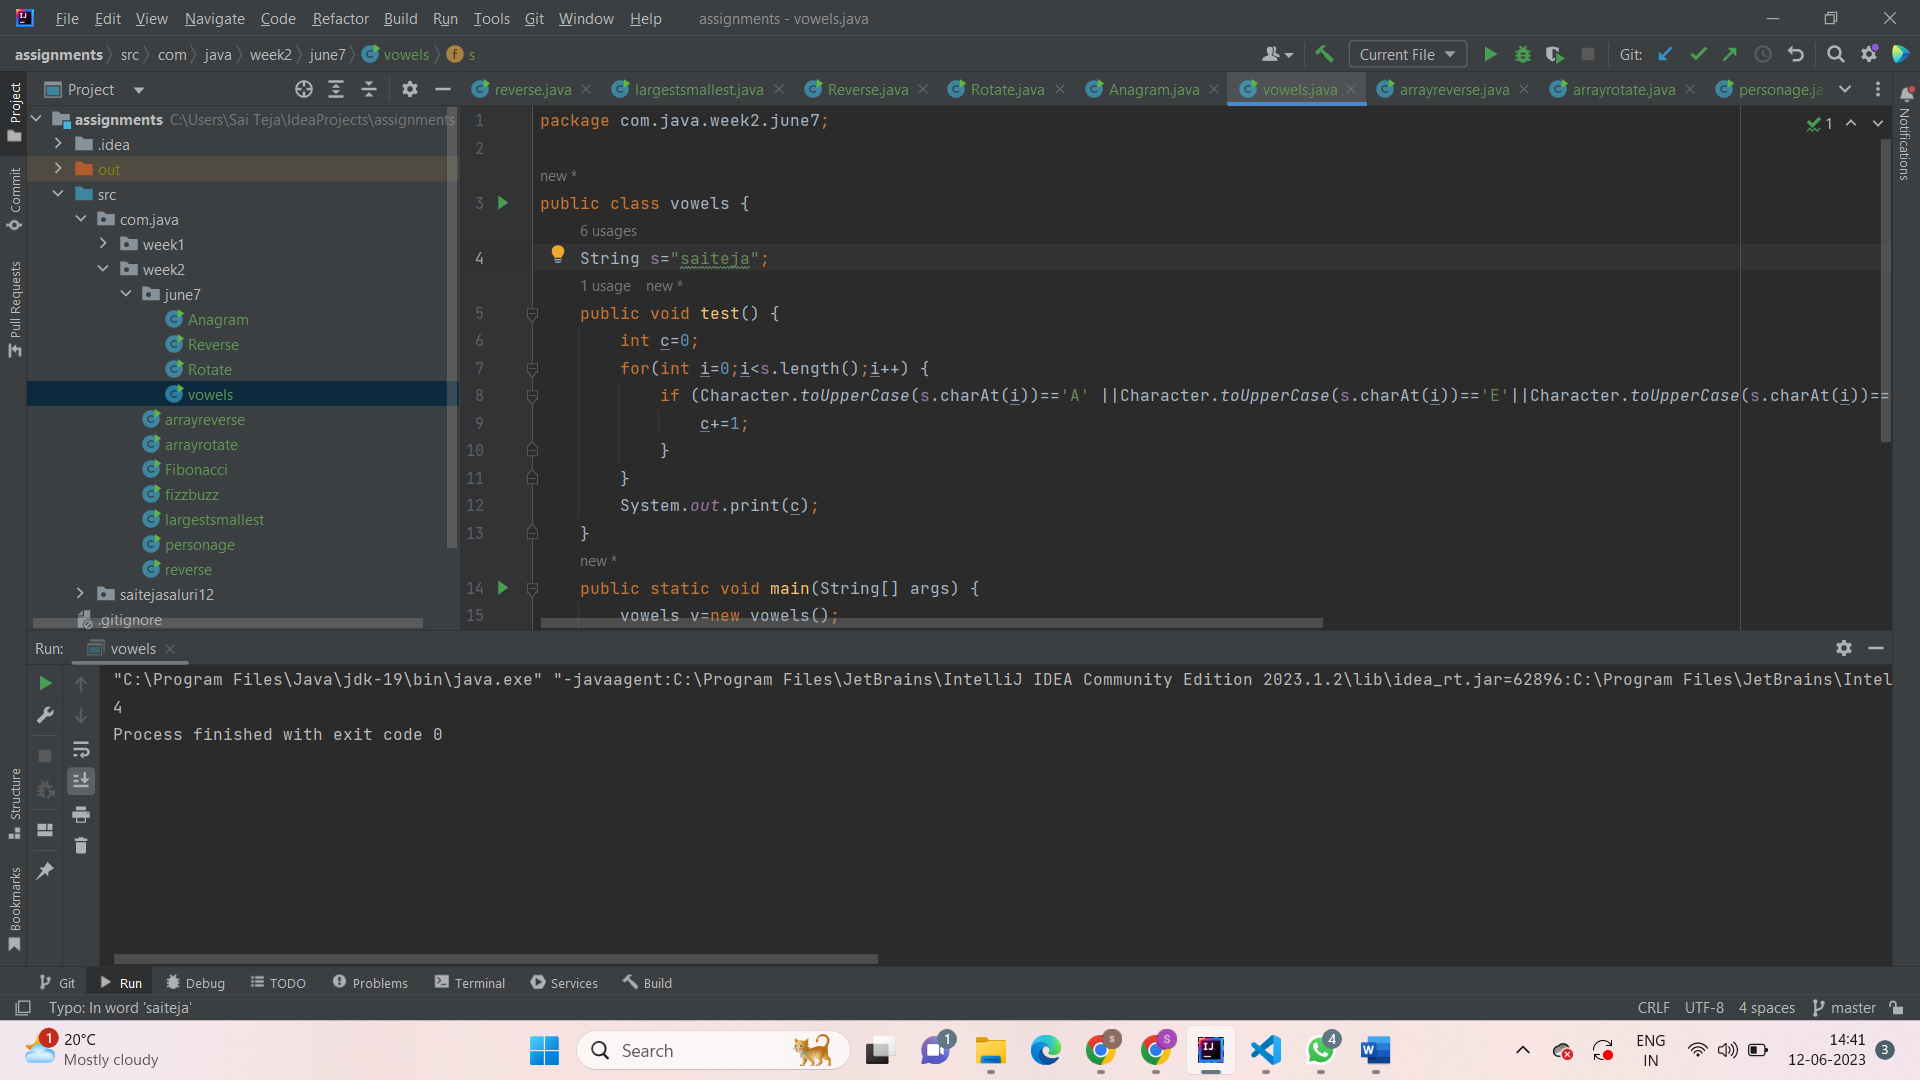 File Edit View Navigate Code Refactor Build Run Tools Git Window Help assignments - vowels.java
assignments src com java week2 june7 vowels s
Current File Git:
Project
reverse.java largestsmallest.java Reverse.java Rotate.java Anagram.java vowels.java arrayreverse.java arrayrotate.java personage.ja
Project
Commit
Pull Requests
Structure
Bookmarks
Notifications
assignments C:\Users\Sai Teja\IdeaProjects\assignments
.idea
out
src
com.java
week1
week2
june7
Anagram
Reverse
Rotate
vowels
arrayreverse
arrayrotate
Fibonacci
fizzbuzz
largestsmallest
personage
reverse
saitejasaluri12
.gitignore
1 package com.java.week2.june7;
1
2
new *
3 public class vowels {
6 usages
4 String s="saiteja";
1 usage new *
5 public void test() {
6 int c=0;
7 for(int i=0;i<s.length();i++) {
8 if (Character.toUpperCase(s.charAt(i))=='A' ||Character.toUpperCase(s.charAt(i))=='E'||Character.toUpperCase(s.charAt(i))==
9 c+=1;
10 }
11 }
12 System.out.print(c);
13 }
new *
14 public static void main(String[] args) {
15 vowels v=new vowels();
Run: vowels
"C:\Program Files\Java\jdk-19\bin\java.exe" "-javaagent:C:\Program Files\JetBrains\IntelliJ IDEA Community Edition 2023.1.2\lib\idea_rt.jar=62896:C:\Program Files\JetBrains\Intel
4
Process finished with exit code 0
Git Run Debug TODO Problems Terminal Services Build
Typo: In word 'saiteja' CRLF UTF-8 4 spaces master
1
20°C
Mostly cloudy
Search
1
s
S
IJ
4
W
ENG
IN
14:41
12-06-2023
3